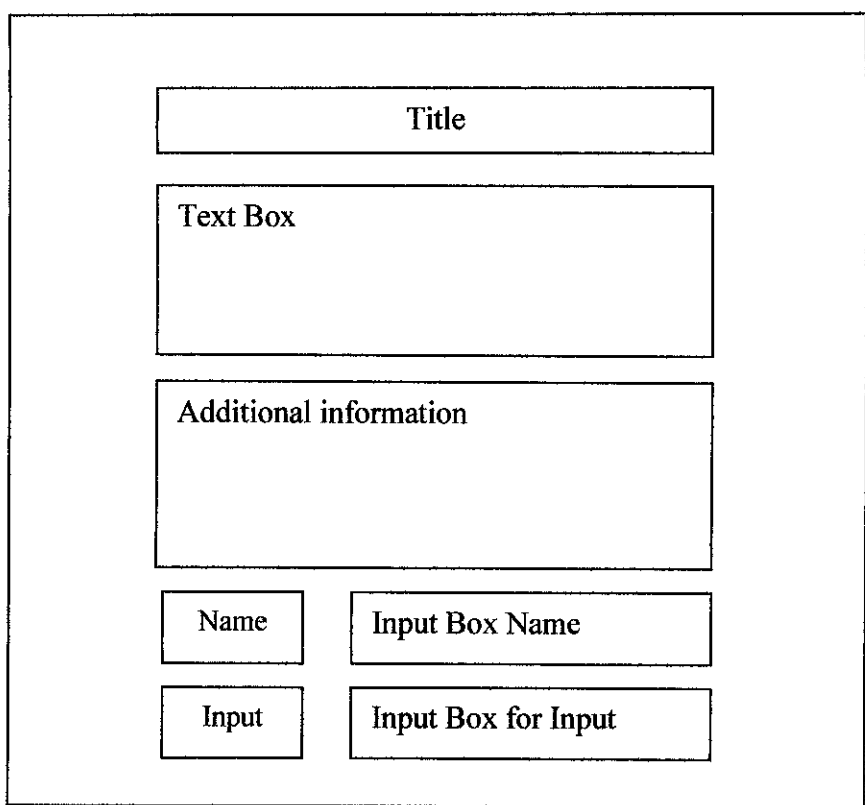 Title
Text Box
Additional information
Name
Input Box Name
Input
Input Box for Input